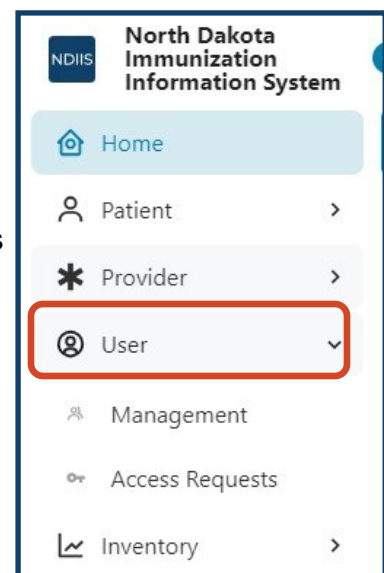 NDIIS
North Dakota
Immunization
Information System
Home
Patient
s
Provider
User
Management
Access Requests
Inventory